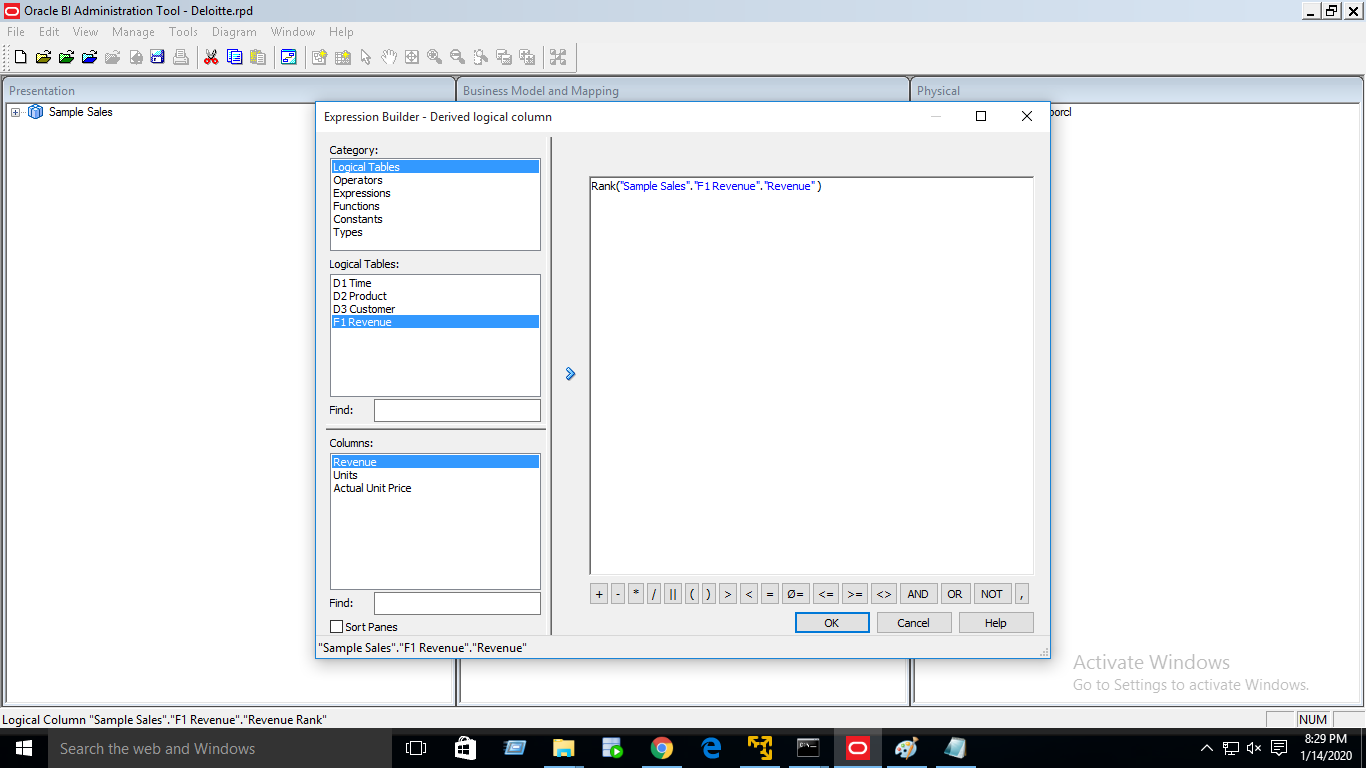 Oracle BI Administration Tool - Deloitte.rpd
File Edit View Manage Tools Diagram Window Help
Presentation
Business Model and Mapping
Physical
Sample Sales
orcl
Expression Builder - Derived logical column
Category:
Logical Tables
Operators
Expressions
Functions
Constants
Types
Logical Tables:
D1 Time
D2 Product
D3 Customer
F1 Revenue
Find:
Columns:
Revenue
Units
Actual Unit Price
Find:
Sort Panes
Rank("Sample Sales"."F1 Revenue"."Revenue" )
+ - * / || ( ) > < = Ø= <= >= <> AND OR NOT ,
OK Cancel Help
"Sample Sales"."F1 Revenue"."Revenue"
Activate Windows
Go to Settings to activate Windows.
Logical Column "Sample Sales"."F1 Revenue"."Revenue Rank"
NUM
Search the web and Windows
8:29 PM
1/14/2020